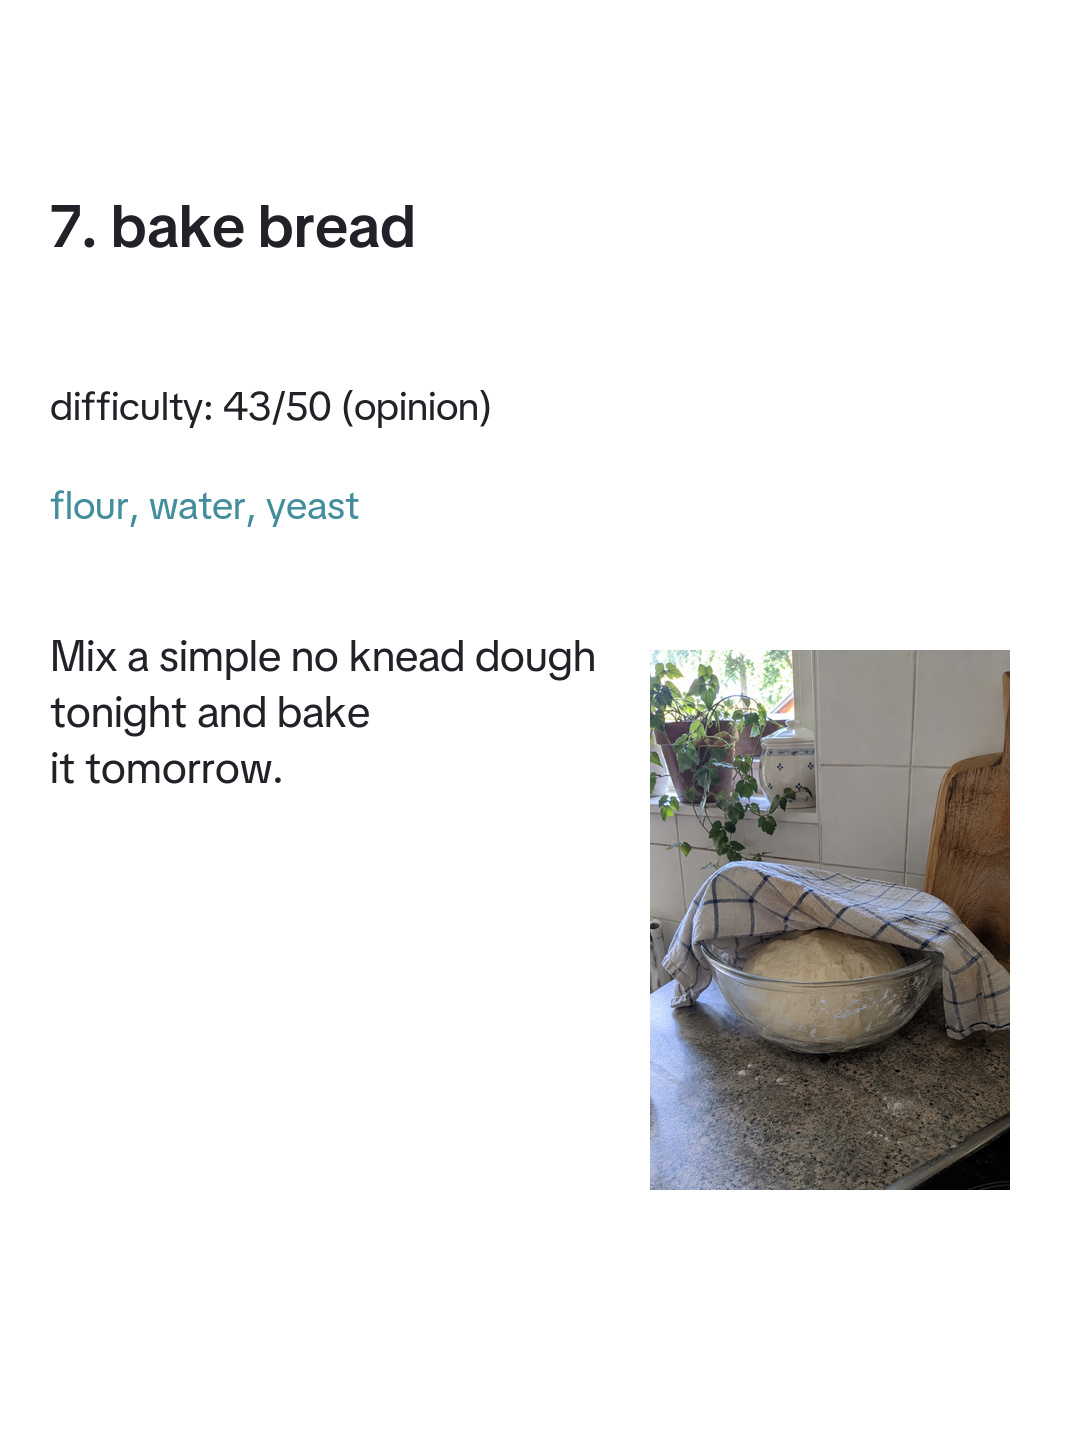 7. bake bread
difficulty: 43/50 (opinion)
flour, water, yeast
Mix a simple no knead dough
tonight and bake
it tomorrow.